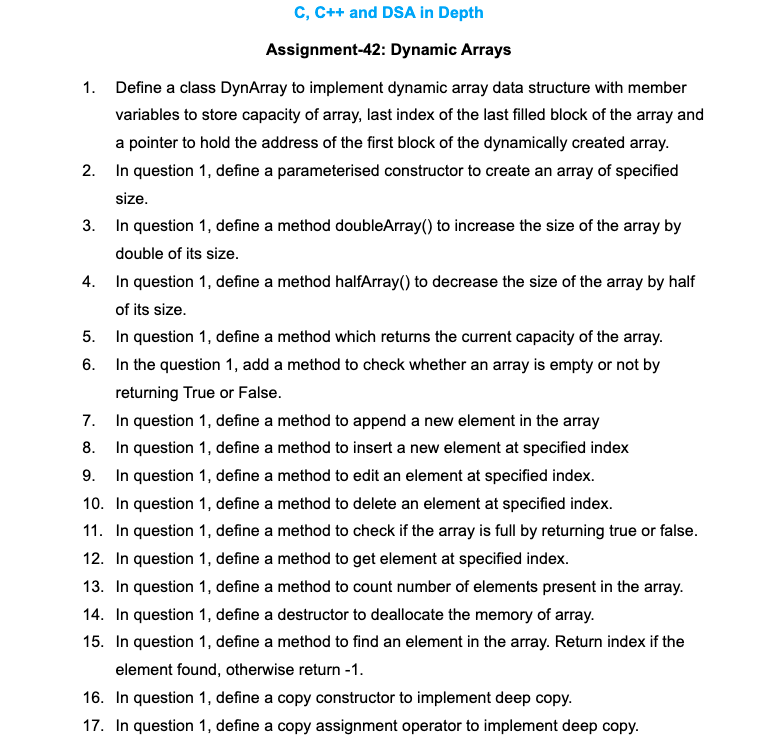 C, C++ and DSA in Depth
Assignment-42: Dynamic Arrays
1. Define a class DynArray to implement dynamic array data structure with member
variables to store capacity of array, last index of the last filled block of the array and
a pointer to hold the address of the first block of the dynamically created array.
2. In question 1, define a parameterised constructor to create an array of specified
size.
3. In question 1, define a method doubleArray() to increase the size of the array by
double of its size.
4. In question 1, define a method halfArray() to decrease the size of the array by half
of its size.
5. In question 1, define a method which returns the current capacity of the array.
6. In the question 1, add a method to check whether an array is empty or not by
returning True or False.
7. In question 1, define a method to append a new element in the array
8. In question 1, define a method to insert a new element at specified index
9. In question 1, define a method to edit an element at specified index.
10. In question 1, define a method to delete an element at specified index.
11. In question 1, define a method to check if the array is full by returning true or false.
12. In question 1, define a method to get element at specified index.
13. In question 1, define a method to count number of elements present in the array.
14. In question 1, define a destructor to deallocate the memory of array.
15. In question 1, define a method to find an element in the array. Return index if the
element found, otherwise return -1.
16. In question 1, define a copy constructor to implement deep copy.
17. In question 1, define a copy assignment operator to implement deep copy.